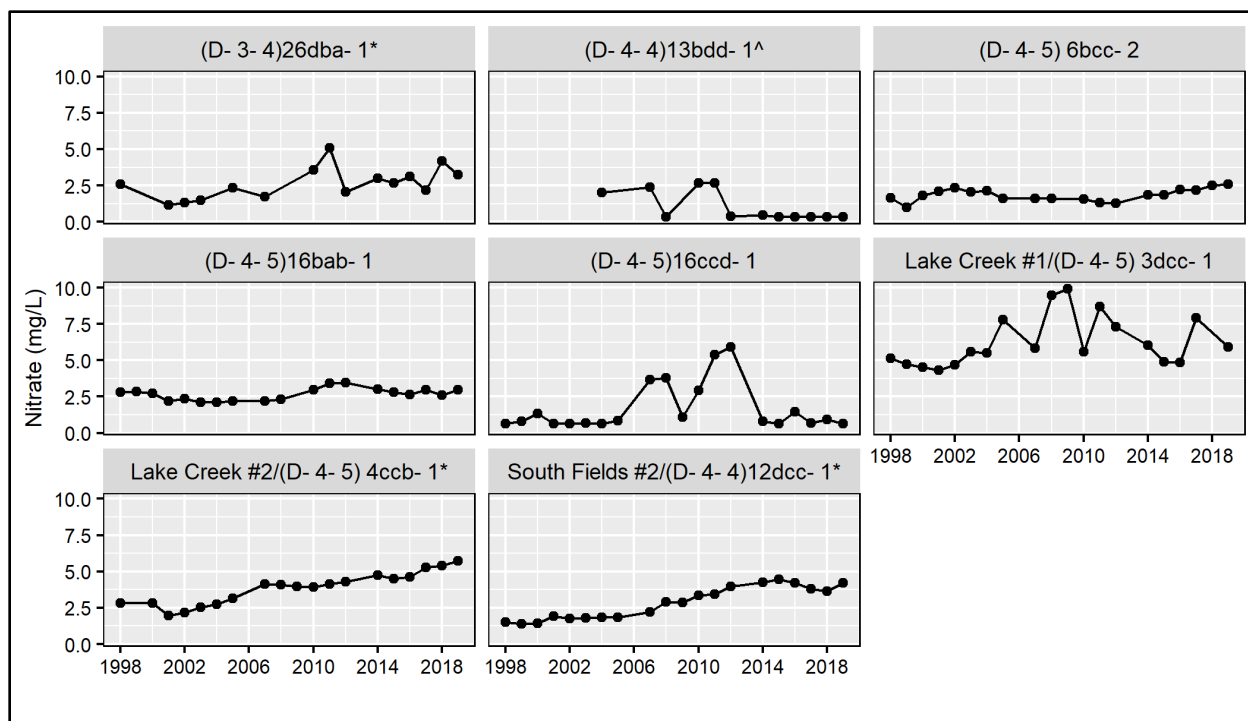 (D- 3- 4)26dba- 1*
(D- 4- 4)13bdd- 1^
(D- 4- 5) 6bcc- 2
10.0
7.5
5.0
2.5
0.0
(D- 4- 5)16bab- 1
(D- 4- 5)16ccd- 1
Lake Creek #1/(D- 4- 5) 3dcc- 1
Nitrate (mg/L)
10.0
7.5
5.0
2.5
0.0
1998 2002 2006 2010 2014 2018
Lake Creek #2/(D- 4- 5) 4ccb- 1*
South Fields #2/(D- 4- 4)12dcc- 1*
10.0
7.5
5.0
2.5
0.0
1998 2002 2006 2010 2014 2018
1998 2002 2006 2010 2014 2018